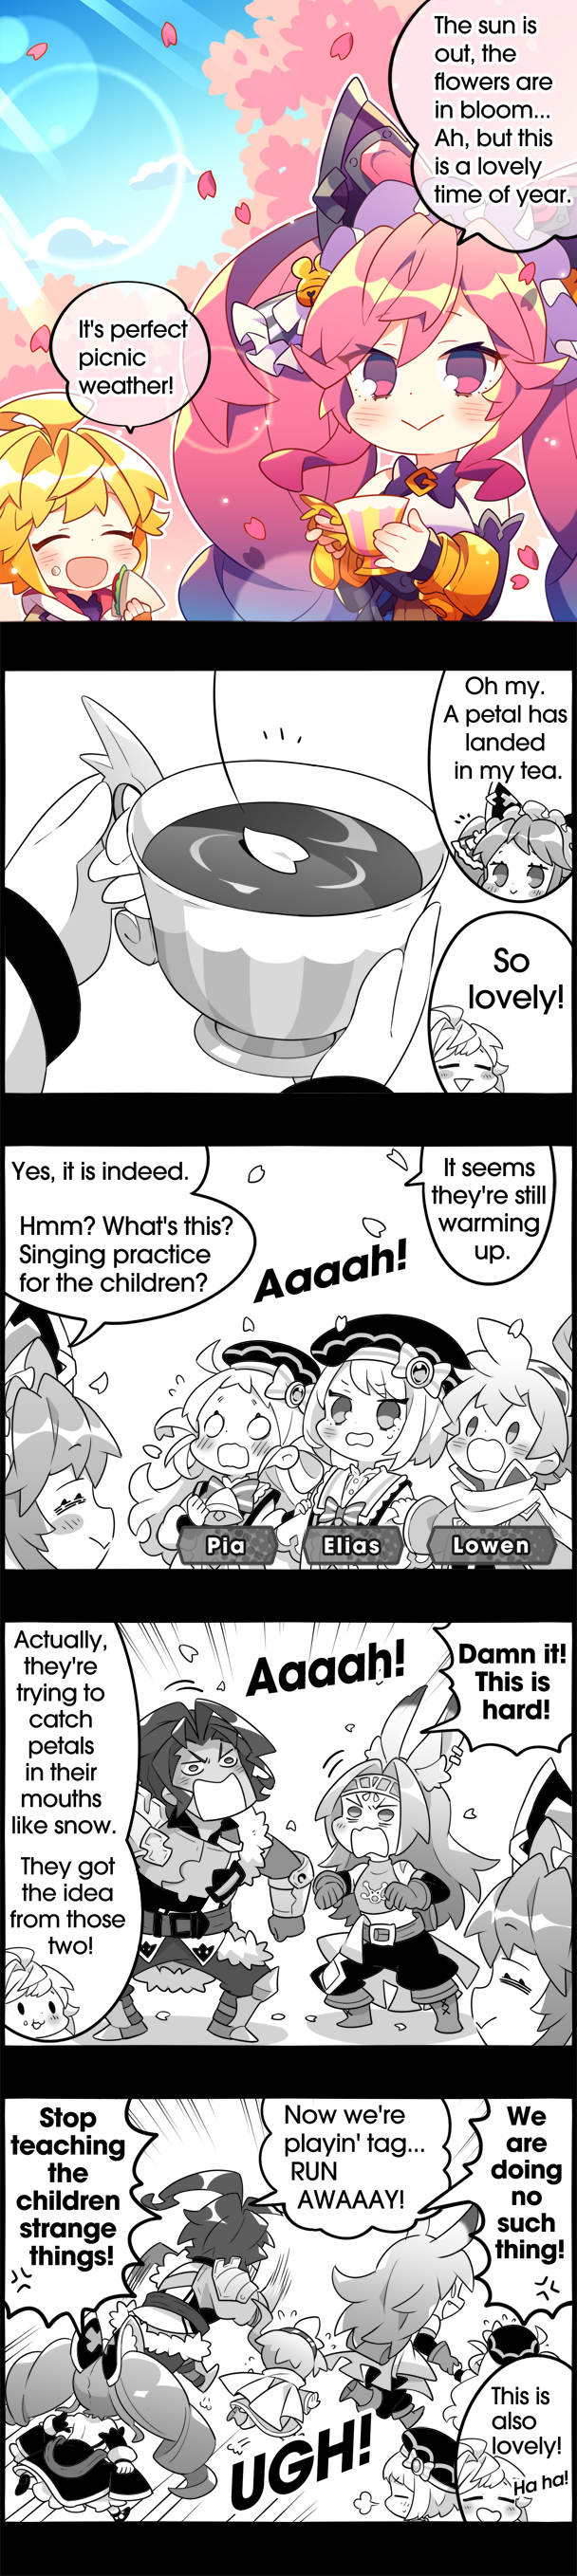 The sun is
out, the
flowers are
in bloom...
Ah, but this
is a lovely
time of year.
It's perfect
picnic
weather!
Oh my.
A petal has
landed
in my tea.
So
lovely!
Yes, it is indeed.
Hmm? What's this?
Singing practice
for the children?
Aaaah!
It seems
they're still
warming
up.
Pia
Elias
Lowen
Actually,
they're
trying to
catch
petals
in their
mouths
like snow.
They got
the idea
from those
two!
Aaaah!
Damn it!
This is
hard!
Stop
teaching
the
children
strange
things!
Now we're
playin' tag...
RUN
AWAAAY!
We
are
doing
no
such
thing!
UGH!
This is
also
lovely!
Ha ha!